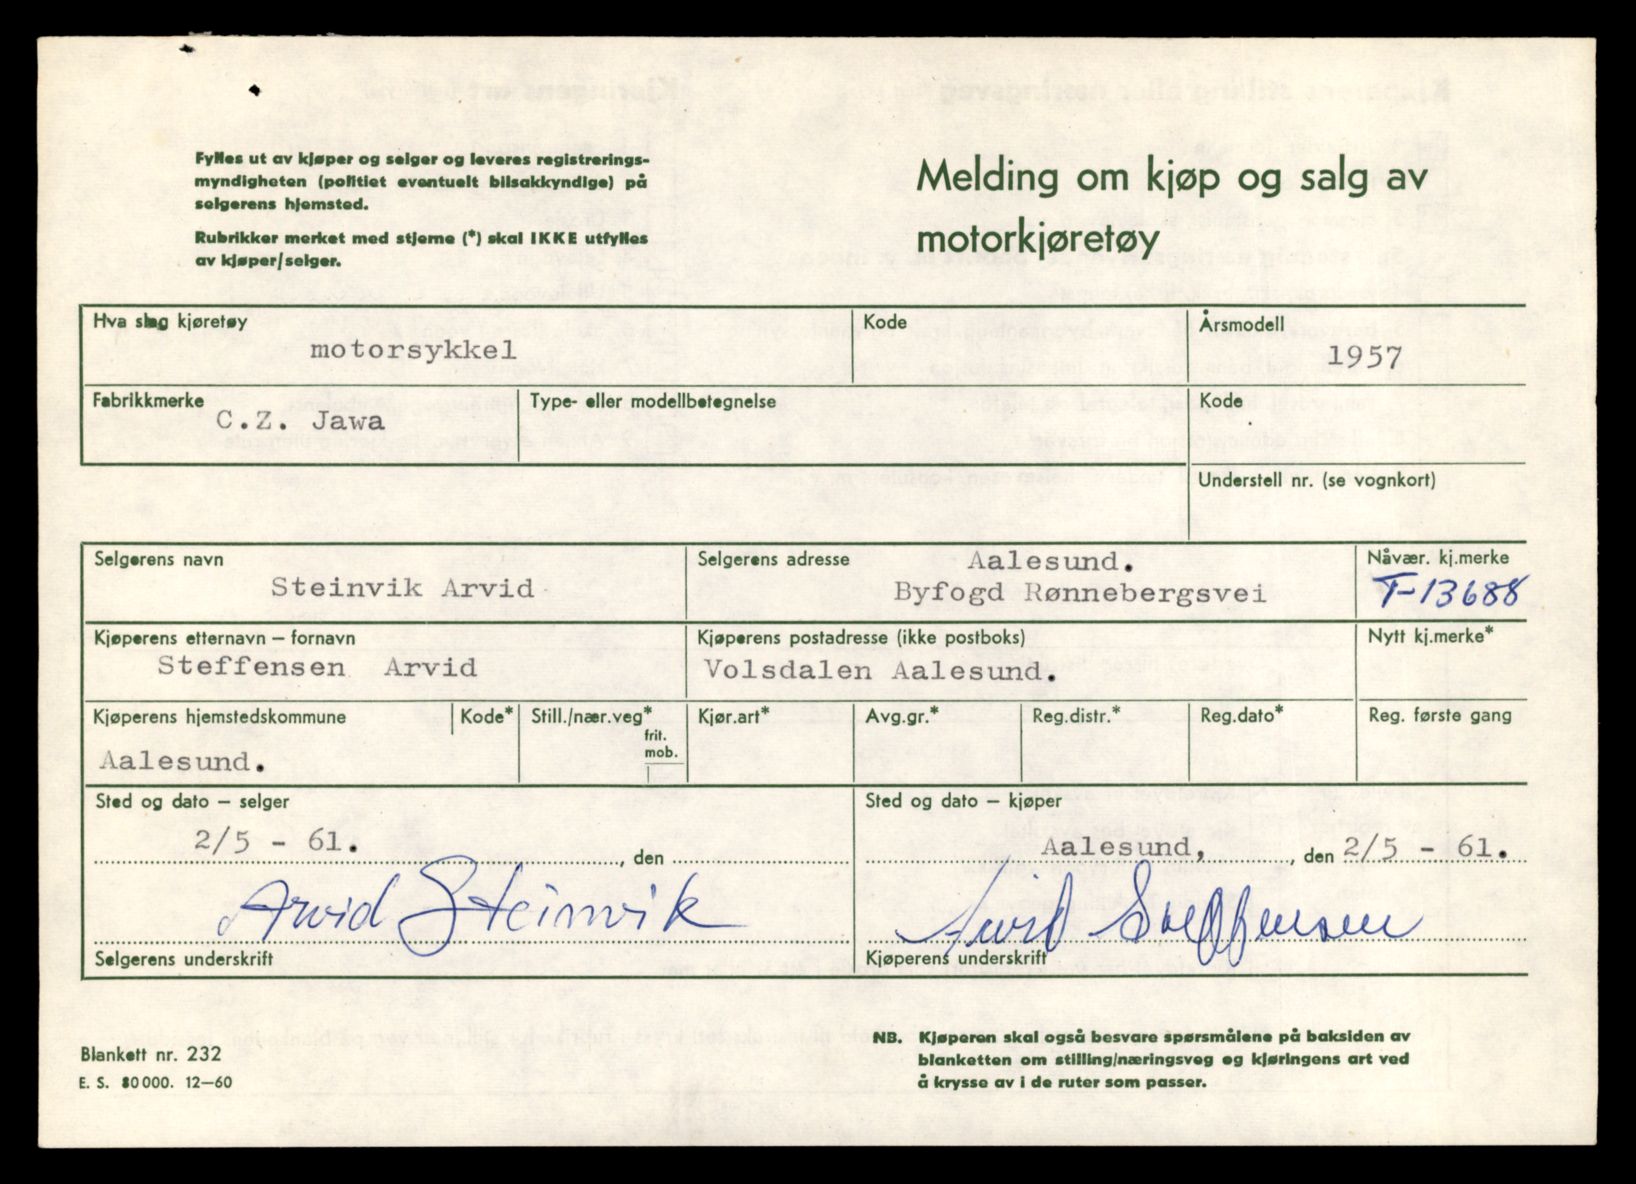 Fylles ut av kjøper og selger og leveres registrerings-
myndigheten (politiet eventuelt bilsakkyndige) på
selgerens hjemsted.
Rubrikker merket med stjerne (*) skal IKKE utfylles
av kjøper/selger.
Melding om kjøp og salg av
motorkjøretøy
Hva slag kjøretøy
Kode
Årsmodell
motorsykkel
1957
Fabrikkmerke
Type- eller modellbetegnelse
Kode
C.Z. Jawa
Understell nr. (se vognkort)
Selgerens navn
Selgerens adresse
Aalesund.
Nåvær. kj.merke
Steinvik Arvid
Byfogd Rønnebergsvei
T-13688
Kjøperens etternavn – fornavn
Kjøperens postadresse (ikke postboks)
Nytt kj.merke*
Steffensen Arvid
Volsdalen Aalesund.
Kjøperens hjemstedskommune
Kode*
Still./nær.veg*
frit.
mob.
Kjør.art*
Avg.gr.*
Reg.distr.*
Reg.dato*
Reg. første gang
Aalesund.
Sted og dato – selger
Sted og dato – kjøper
2/5 - 61.
, den
Aalesund,
, den 2/5 - 61.
Arvid Steinvik
Arvid Steffensen
Selgerens underskrift
Kjøperens underskrift
Blankett nr. 232
E. S. 80000. 12–60
NB. Kjøperen skal også besvare spørsmålene på baksiden av
blanketten om stilling/næringsveg og kjøringens art ved
å krysse av i de ruter som passer.